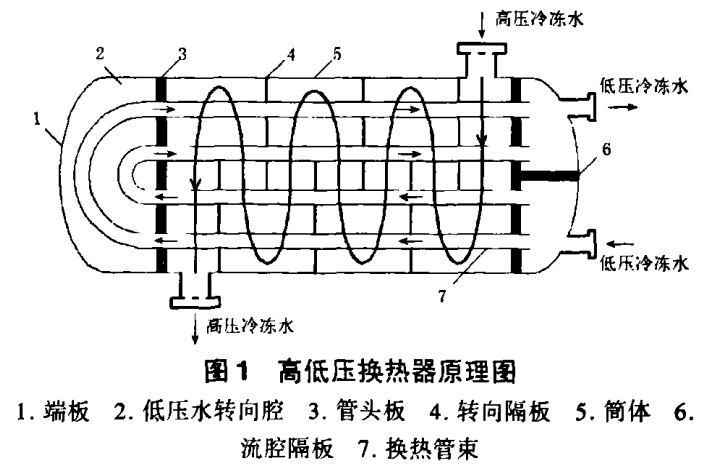 高压冷冻水
2
3
4
5
低压冷冻水
1
6
低压冷冻水
7
高压冷冻水
图1 高低压换热器原理图
1. 端板 2. 低压水转向腔 3. 管头板 4. 转向隔板 5. 筒体 6.
流腔隔板 7. 换热管束